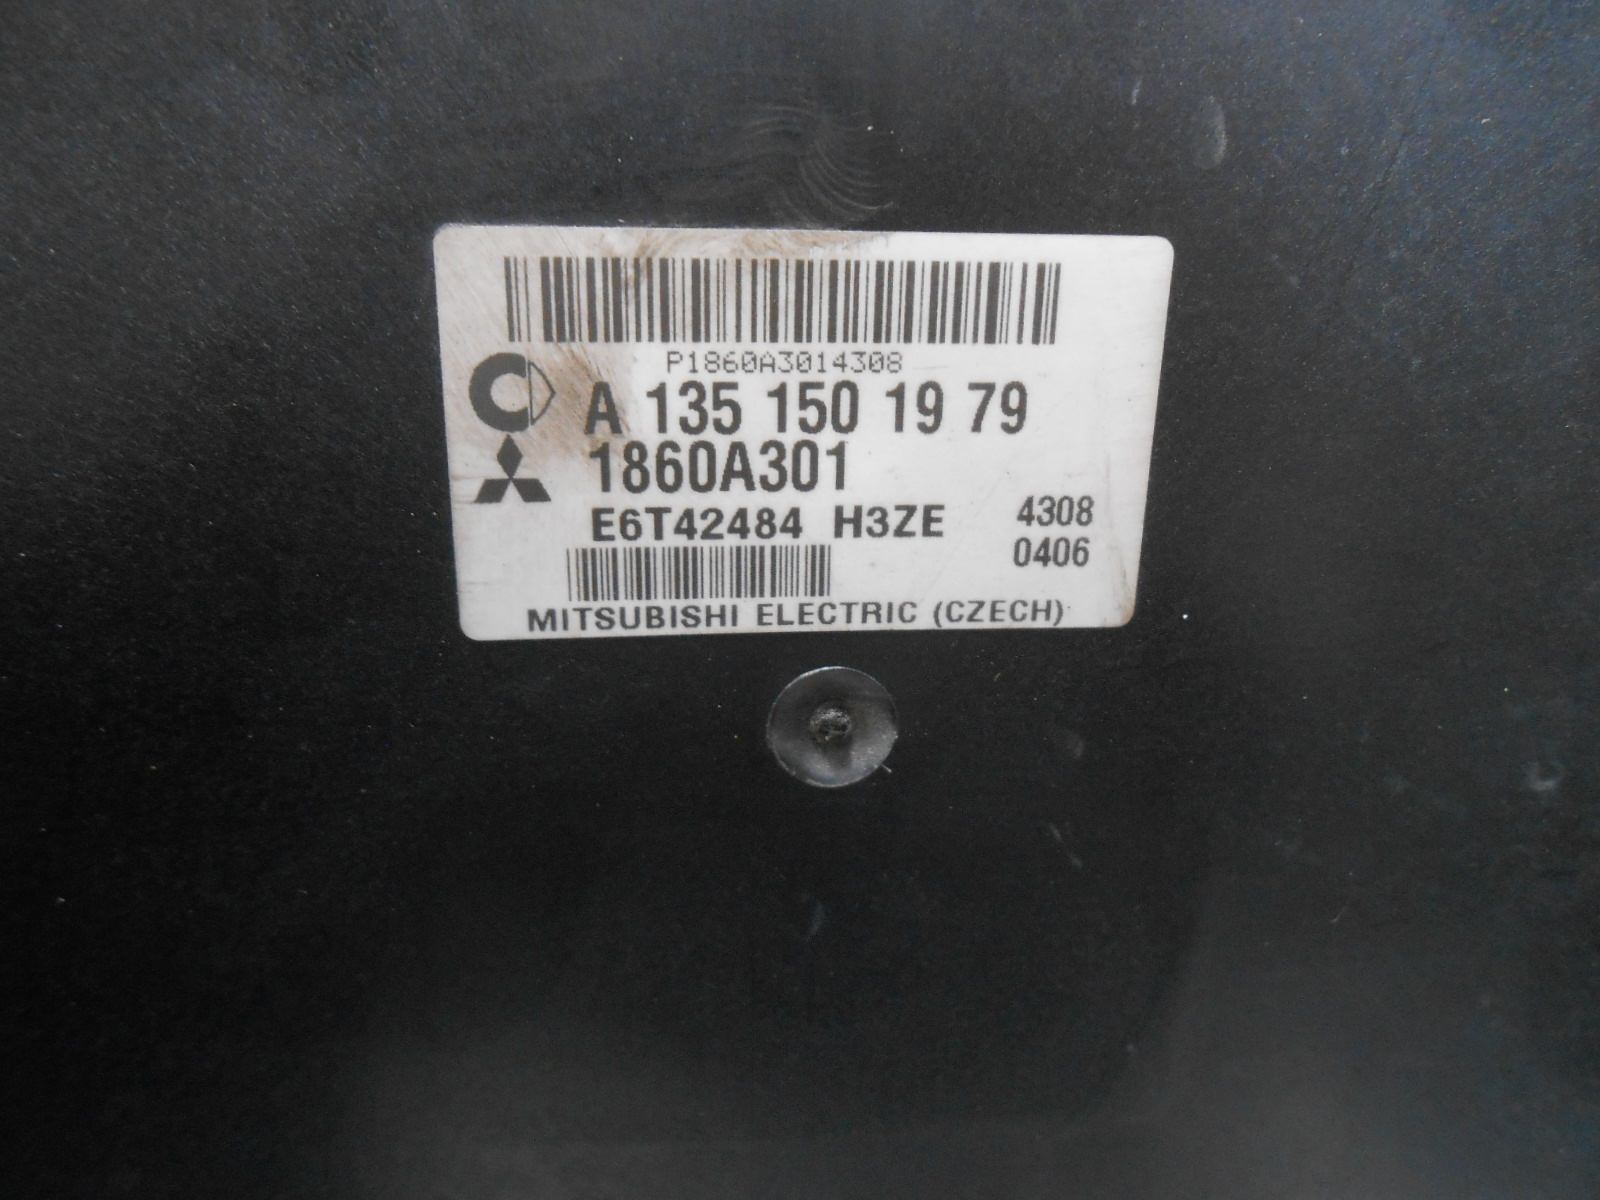 P1860A3014308
A 135 150 19 79
1860A301
E6T42484 H3ZE 4308
0406
MITSUBISHI ELECTRIC (CZECH)